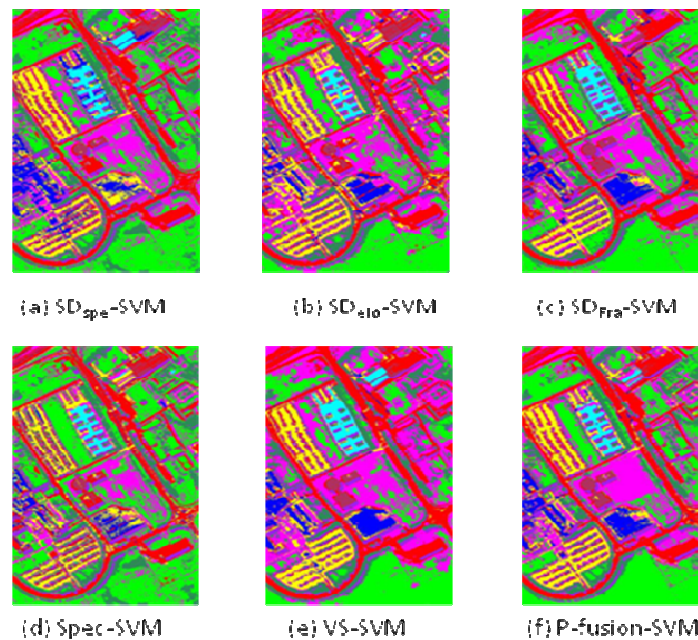 (a) SDspe-SVM
(b) SDelo-SVM
(c) SDFra-SVM
(d) Spec-SVM
(e) VS-SVM
(f) P-fusion-SVM